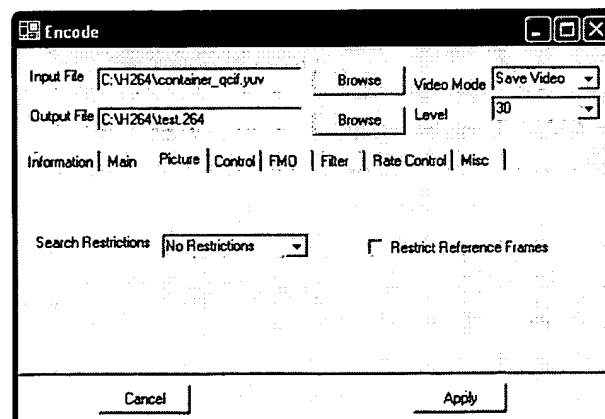 Encode
Input File C:\H264\container_qcif.yuv Browse Video Mode Save Video
Output File C:\H264\test.264 Browse Level 30
Information Main Picture Control FMO Filter Rate Control Misc
Search Restrictions No Restrictions Restrict Reference Frames
Cancel Apply